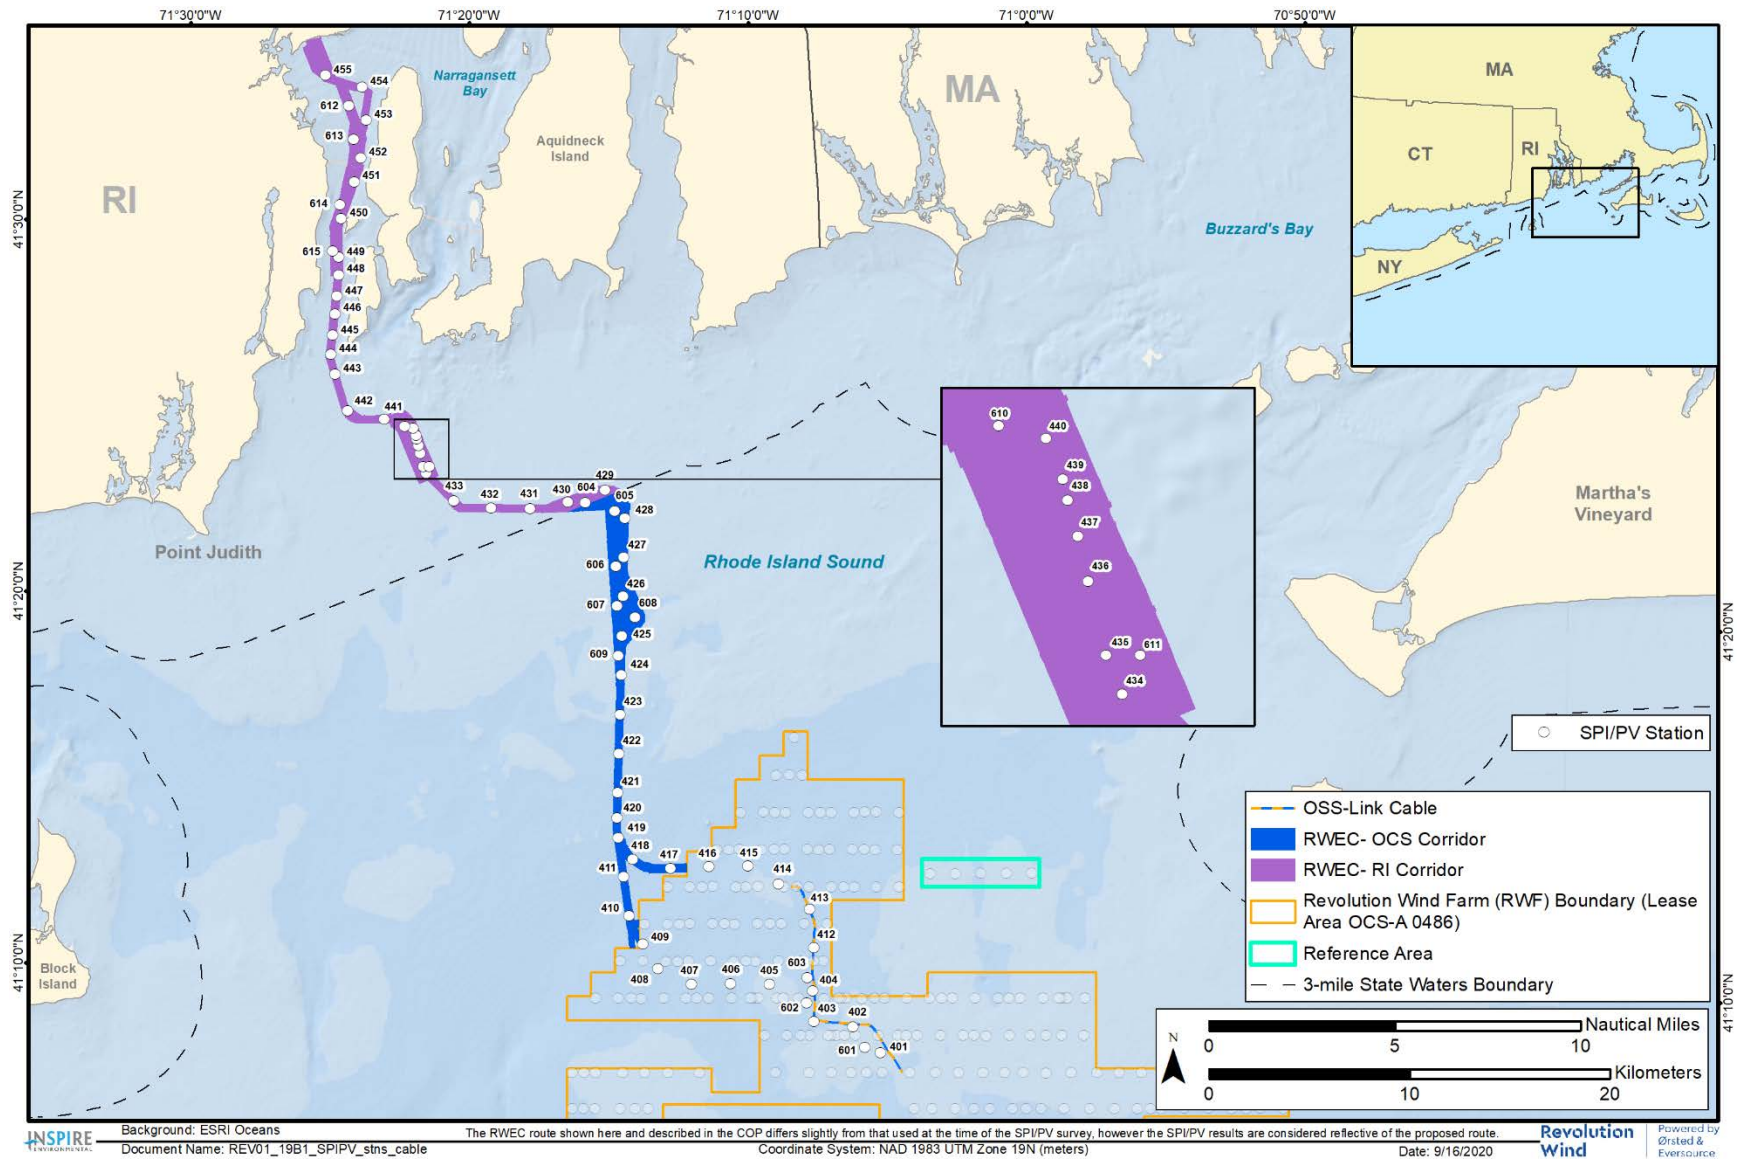 71°30'0"W
71°20'0"W
71°10'0"W
71°0'0"W
70°50'0"W
455
454
612
453
613
452
451
614
450
615
449
448
447
446
445
444
443
442
441
433
432
431
430
604
429
605
428
427
606
426
607
608
425
609
424
423
422
421
420
419
418
417
416
415
414
411
410
413
412
409
408
407
406
405
603
404
602
403
402
601
401
610
440
439
438
437
436
435
611
434
Narragansett
Bay
Aquidneck
Island
RI
MA
Buzzard's Bay
Point Judith
Rhode Island Sound
Martha's
Vineyard
Block
Island
MA
CT
RI
NY
41°30'0"N
41°20'0"N
41°10'0"N
41°20'0"N
41°10'0"N
SPI/PV Station
OSS-Link Cable
RWEC- OCS Corridor
RWEC- RI Corridor
Revolution Wind Farm (RWF) Boundary (Lease
Area OCS-A 0486)
Reference Area
3-mile State Waters Boundary
N
Nautical Miles
0 5 10
Kilometers
0 10 20
INSPIRE
ENVIRONMENTAL
Background: ESRI Oceans
Document Name: REV01_19B1_SPIPV_stns_cable
The RWEC route shown here and described in the COP differs slightly from that used at the time of the SPI/PV survey, however the SPI/PV results are considered reflective of the proposed route.
Coordinate System: NAD 1983 UTM Zone 19N (meters)
Date: 9/16/2020
Revolution
Wind
Powered by
Ørsted &
Eversource